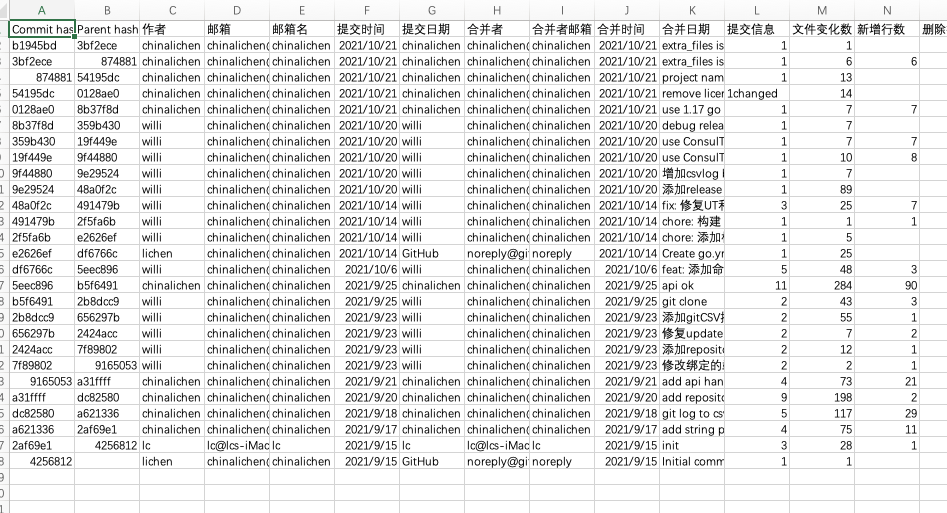 A B C D E F G H I J K L M N
Commit has Parent hash 作者 邮箱 邮箱名 提交时间 提交日期 合并者 合并者邮箱 合并时间 合并日期 提交信息 文件变化数 新增行数 删除
b1945bd 3bf2ece chinalichen chinalichen( chinalichen 2021/10/21 chinalichen chinalichen( chinalichen 2021/10/21 extra_files is 1 1
3bf2ece 874881 chinalichen chinalichen( chinalichen 2021/10/21 chinalichen chinalichen( chinalichen 2021/10/21 extra_files is 1 6 6
874881 54195dc chinalichen chinalichen( chinalichen 2021/10/21 chinalichen chinalichen( chinalichen 2021/10/21 project nam 1 13
54195dc 0128ae0 chinalichen chinalichen( chinalichen 2021/10/21 chinalichen chinalichen( chinalichen 2021/10/21 remove licer 1changed 14
0128ae0 8b37f8d chinalichen chinalichen( chinalichen 2021/10/21 chinalichen chinalichen( chinalichen 2021/10/21 use 1.17 go 1 7 7
8b37f8d 359b430 willi chinalichen( chinalichen 2021/10/20 willi chinalichen( chinalichen 2021/10/20 debug relea 1 7
359b430 19f449e willi chinalichen( chinalichen 2021/10/20 willi chinalichen( chinalichen 2021/10/20 use ConsulT 1 7 7
19f449e 9f44880 willi chinalichen( chinalichen 2021/10/20 willi chinalichen( chinalichen 2021/10/20 use ConsulT 1 10 8
9f44880 9e29524 willi chinalichen( chinalichen 2021/10/20 willi chinalichen( chinalichen 2021/10/20 增加csvlog 1 7
9e29524 48a0f2c willi chinalichen( chinalichen 2021/10/20 willi chinalichen( chinalichen 2021/10/20 添加release 1 89
48a0f2c 491479b willi chinalichen( chinalichen 2021/10/14 willi chinalichen( chinalichen 2021/10/14 fix: 修复UT和 3 25 7
491479b 2f5fa6b willi chinalichen( chinalichen 2021/10/14 willi chinalichen( chinalichen 2021/10/14 chore: 构建 1 1 1
2f5fa6b e2626ef willi chinalichen( chinalichen 2021/10/14 willi chinalichen( chinalichen 2021/10/14 chore: 添加 1 5
e2626ef df6766c lichen chinalichen( chinalichen 2021/10/14 GitHub noreply@gi noreply 2021/10/14 Create go.yr 1 25
df6766c 5eec896 willi chinalichen( chinalichen 2021/10/6 willi chinalichen( chinalichen 2021/10/6 feat: 添加命 5 48 3
5eec896 b5f6491 chinalichen chinalichen( chinalichen 2021/9/25 chinalichen chinalichen( chinalichen 2021/9/25 api ok 11 284 90
b5f6491 2b8dcc9 willi chinalichen( chinalichen 2021/9/25 willi chinalichen( chinalichen 2021/9/25 git clone 2 43 3
2b8dcc9 656297b willi chinalichen( chinalichen 2021/9/23 willi chinalichen( chinalichen 2021/9/23 添加gitCSV 2 55 1
656297b 2424acc willi chinalichen( chinalichen 2021/9/23 willi chinalichen( chinalichen 2021/9/23 修复update 2 7 2
2424acc 7f89802 willi chinalichen( chinalichen 2021/9/23 willi chinalichen( chinalichen 2021/9/23 添加reposito 2 12 1
7f89802 9165053 willi chinalichen( chinalichen 2021/9/23 willi chinalichen( chinalichen 2021/9/23 修改绑定的 2 2 1
9165053 a31ffff chinalichen chinalichen( chinalichen 2021/9/21 chinalichen chinalichen( chinalichen 2021/9/21 add api han 4 73 21
a31ffff dc82580 chinalichen chinalichen( chinalichen 2021/9/20 chinalichen chinalichen( chinalichen 2021/9/20 add reposito 9 198 2
dc82580 a621336 chinalichen chinalichen( chinalichen 2021/9/18 chinalichen chinalichen( chinalichen 2021/9/18 git log to cs 5 117 29
a621336 2af69e1 chinalichen chinalichen( chinalichen 2021/9/17 chinalichen chinalichen( chinalichen 2021/9/17 add string p 4 75 11
2af69e1 4256812 lc lc@lcs-iMac lc 2021/9/15 lc lc@lcs-iMac lc 2021/9/15 init 3 28 1
4256812 lichen chinalichen( chinalichen 2021/9/15 GitHub noreply@gi noreply 2021/9/15 Initial comm 1 1